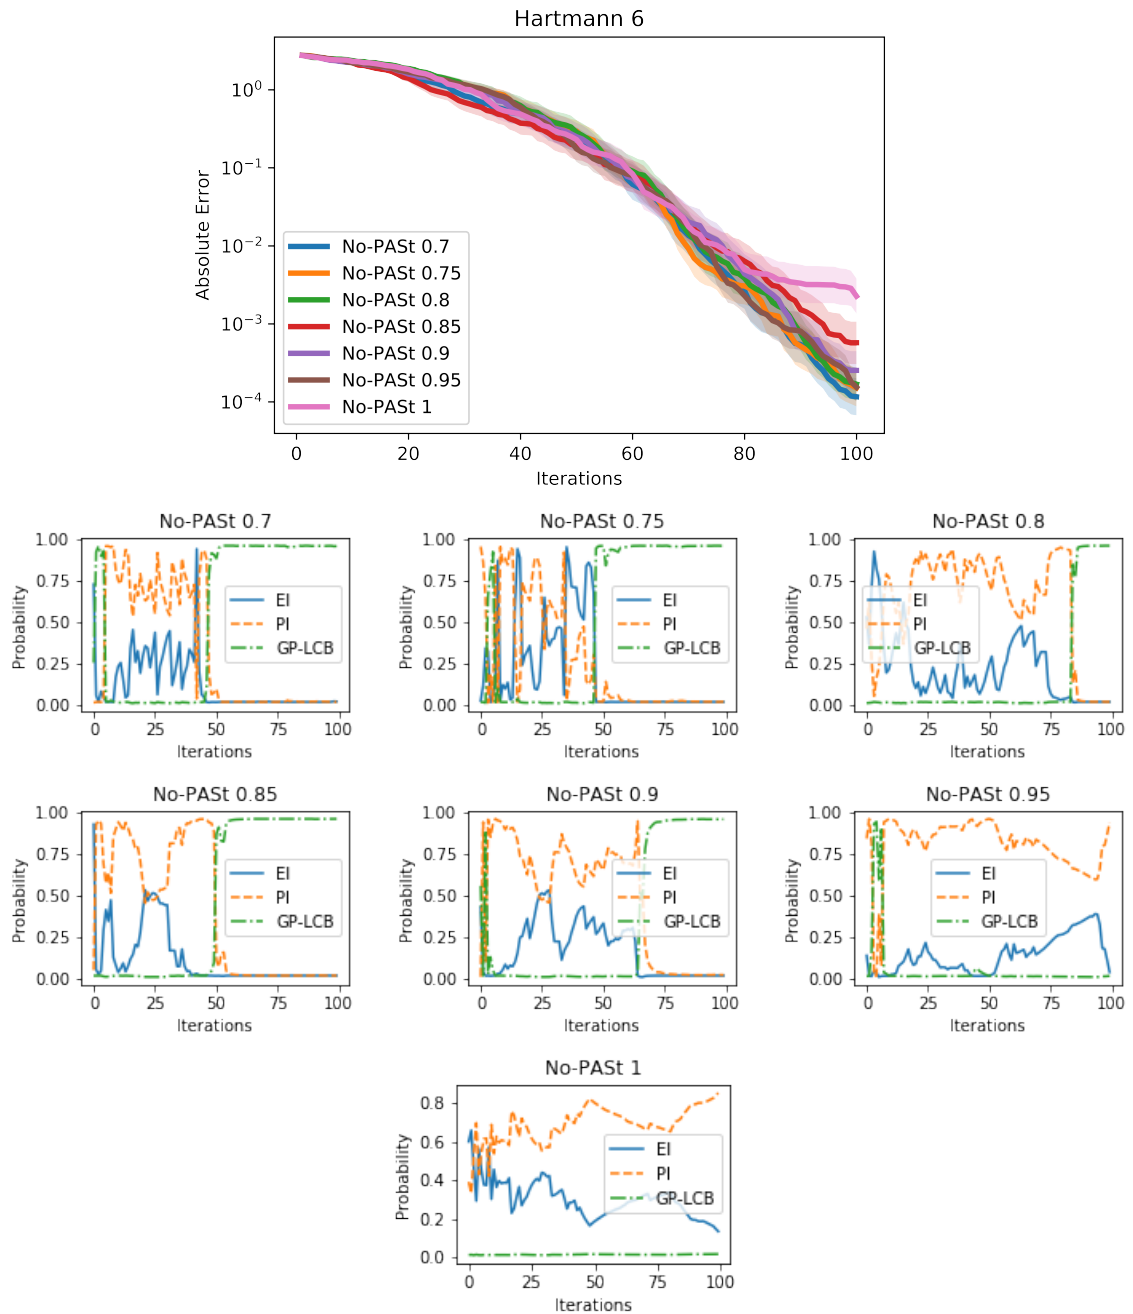 Hartmann 6
Absolute Error
10^0
10^-1
10^-2
10^-3
10^-4
No-PASt 0.7
No-PASt 0.75
No-PASt 0.8
No-PASt 0.85
No-PASt 0.9
No-PASt 0.95
No-PASt 1
0 20 40 60 80 100
Iterations
No-PASt 0.7
Probability
1.00
0.75
0.50
0.25
0.00
EI
PI
GP-LCB
0 25 50 75 100
Iterations
No-PASt 0.75
Probability
1.00
0.75
0.50
0.25
0.00
EI
PI
GP-LCB
0 25 50 75 100
Iterations
No-PASt 0.8
Probability
1.00
0.75
0.50
0.25
0.00
EI
PI
GP-LCB
0 25 50 75 100
Iterations
No-PASt 0.85
Probability
1.00
0.75
0.50
0.25
0.00
EI
PI
GP-LCB
0 25 50 75 100
Iterations
No-PASt 0.9
Probability
1.00
0.75
0.50
0.25
0.00
EI
PI
GP-LCB
0 25 50 75 100
Iterations
No-PASt 0.95
Probability
1.00
0.75
0.50
0.25
0.00
EI
PI
GP-LCB
0 25 50 75 100
Iterations
No-PASt 1
Probability
0.8
0.6
0.4
0.2
0.0
EI
PI
GP-LCB
0 25 50 75 100
Iterations